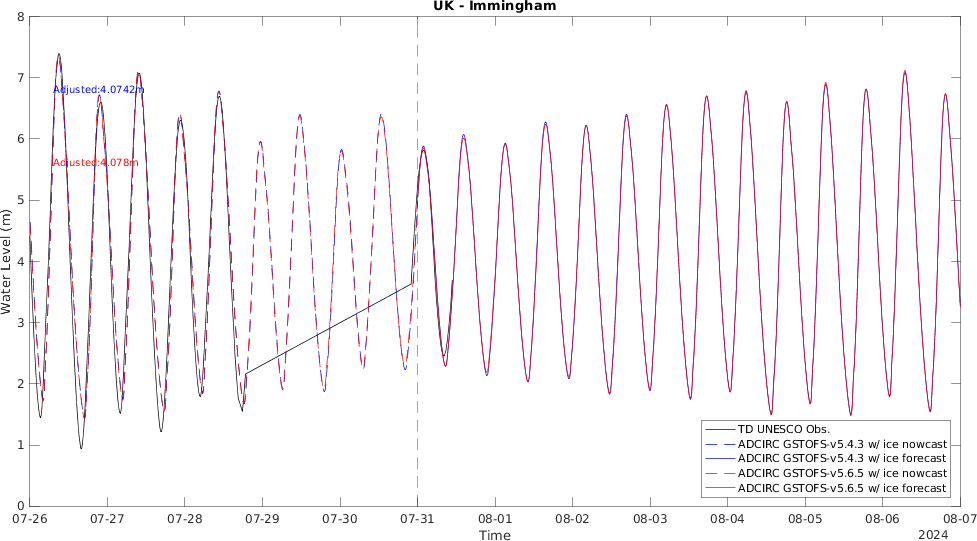 UK - Immingham
8
7
6
5
4
3
2
1
0
Water Level (m)
Adjusted:4.0742m
Adjusted:4.078m
TD UNESCO Obs.
ADCIRC GSTOFS-v5.4.3 w/ ice nowcast
ADCIRC GSTOFS-v5.4.3 w/ ice forecast
ADCIRC GSTOFS-v5.6.5 w/ ice nowcast
ADCIRC GSTOFS-v5.6.5 w/ ice forecast
07-26 07-27 07-28 07-29 07-30 07-31 08-01 08-02 08-03 08-04 08-05 08-06 08-07
Time
2024